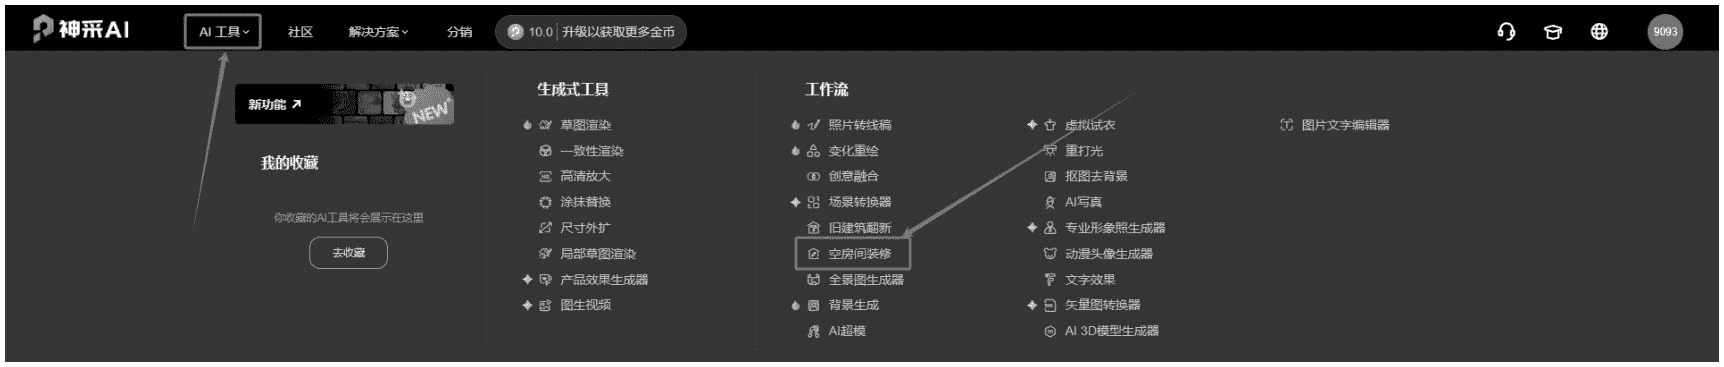 神采AI
AI 工具
社区
解决方案
分销
10.0 升级以获取更多金币
9093
新功能
NEW
我的收藏
你收藏的AI工具将会展示在这里
去收藏
生成式工具
草图渲染
一致性渲染
高清放大
涂抹替换
尺寸外扩
局部草图渲染
产品效果生成器
图生视频
工作流
照片转线稿
变化重绘
创意融合
场景转换器
旧建筑翻新
空房间装修
全景图生成器
背景生成
AI超模
虚拟试衣
重打光
抠图去背景
AI写真
专业形象照生成器
动漫头像生成器
文字效果
矢量图转换器
AI 3D模型生成器
图片文字编辑器